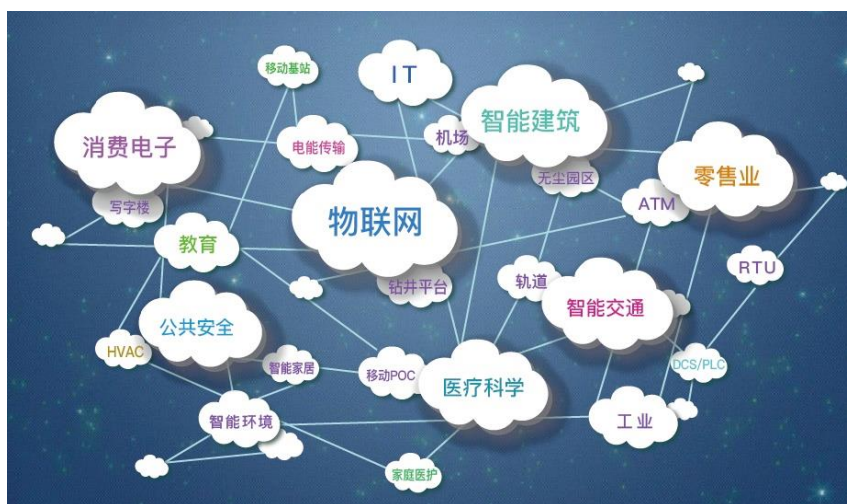 移动基站
IT
消费电子
电能传输
机场
智能建筑
无尘园区
零售业
写字楼
物联网
ATM
教育
钻井平台
轨道
RTU
公共安全
智能交通
HVAC
智能家居
移动POC
医疗科学
DCS/PLC
智能环境
工业
家庭医护